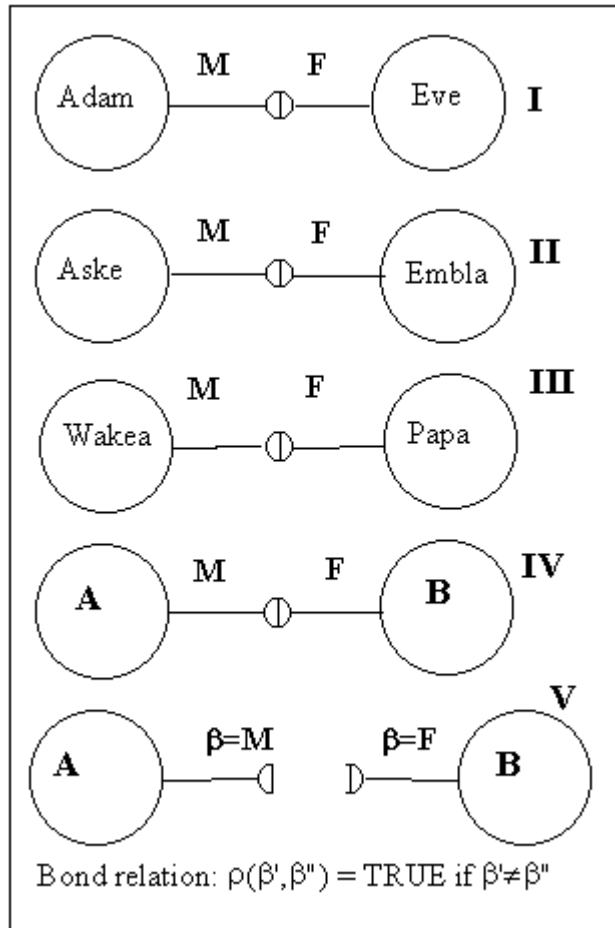 M F
Adam Eve I
M F
Aske Embla II
M F III
Wakea Papa
M F IV
A B
V
β=M β=F
A B
Bond relation: ρ(β',β") = TRUE if β'≠β"